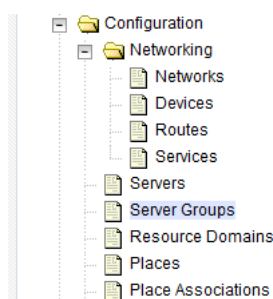 Configuration
Networking
Networks
Devices
Routes
Services
Servers
Server Groups
Resource Domains
Places
Place Associations